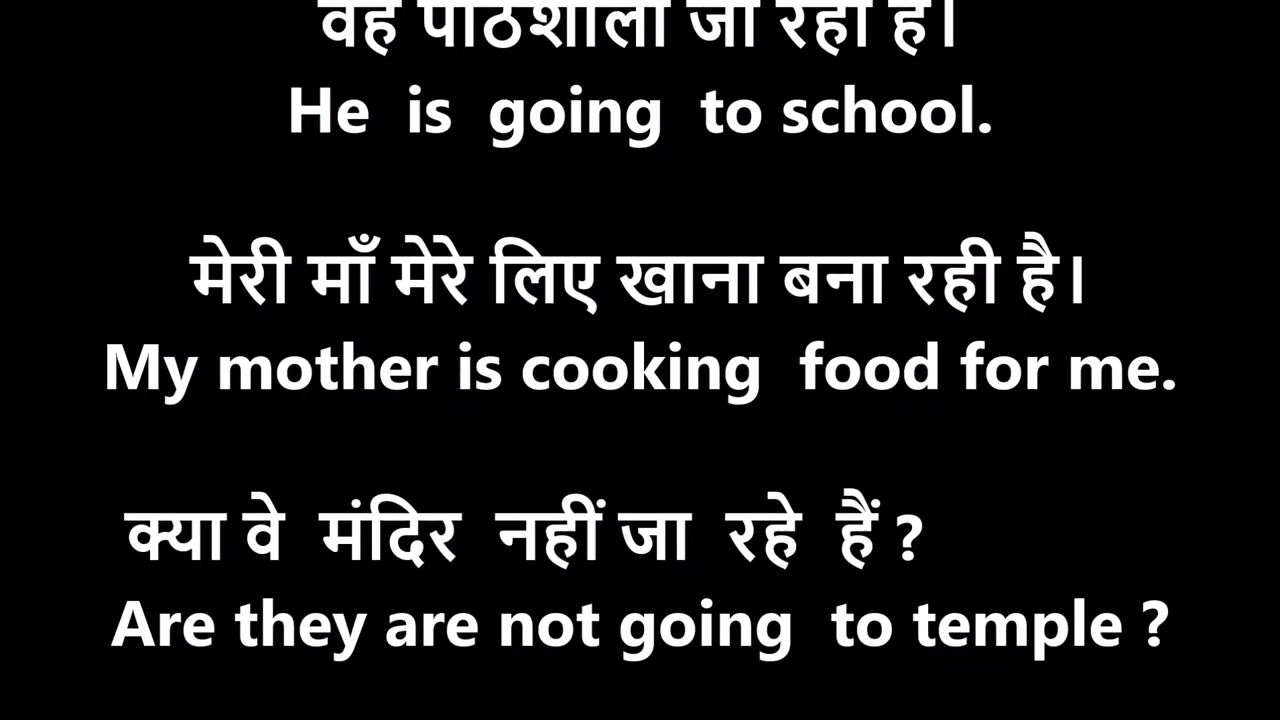 वह पाठशाला जा रहा है।
He is going to school.
मेरी माँ मेरे लिए खाना बना रही है।
My mother is cooking food for me.
क्या वे मंदिर नहीं जा रहे हैं ?
Are they are not going to temple ?